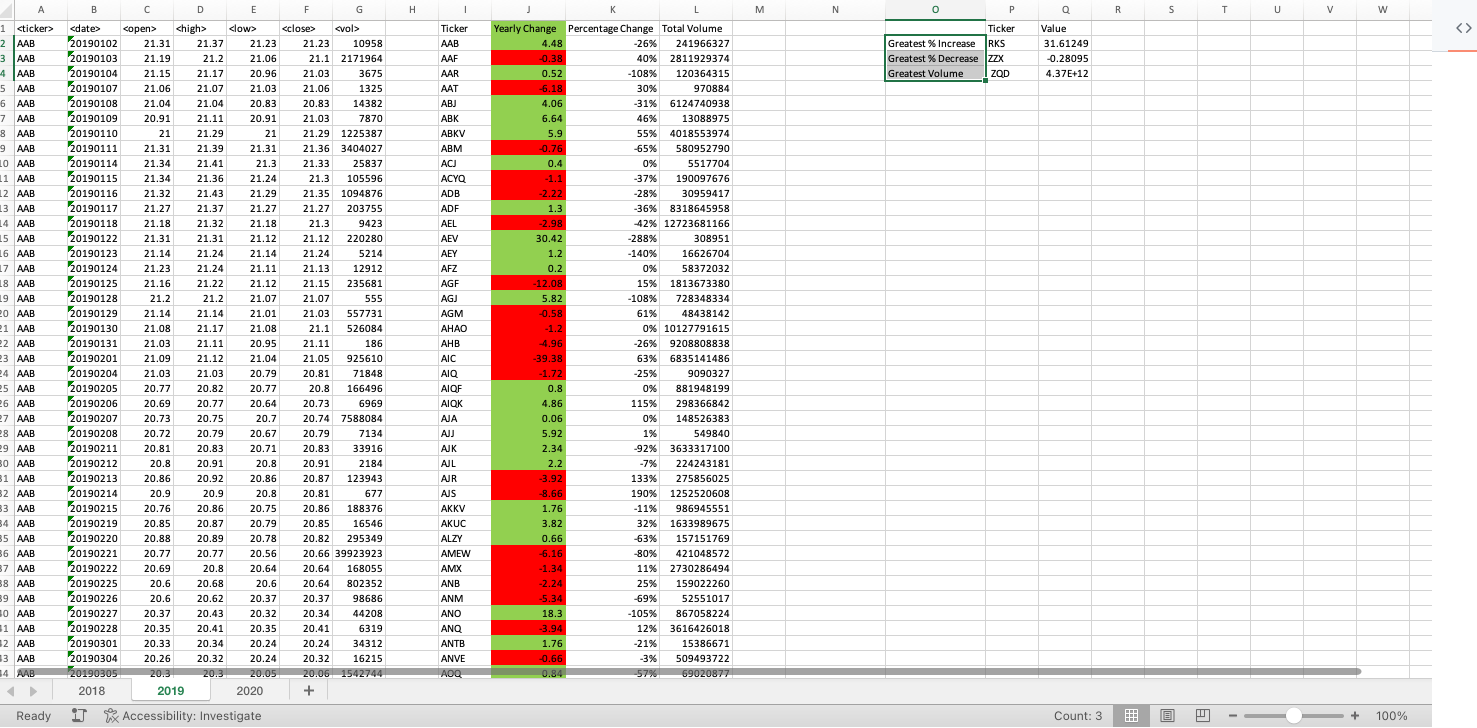 A B C D E F G H I J K L M N O P Q R S T U V W
1 <ticker> <date> <open> <high> <low> <close> <vol> Ticker Yearly Change Percentage Change Total Volume Ticker Value
2 AAB 20190102 21.31 21.37 21.23 21.23 10958 AAB 4.48 -26% 241966327 Greatest % Increase RKS 31.61249
3 AAB 20190103 21.19 21.2 21.06 21.1 2171964 AAF -0.38 40% 2811929374 Greatest % Decrease ZZX -0.28095
4 AAB 20190104 21.15 21.17 20.96 21.03 3675 AAR 0.52 -108% 120364315 Greatest Volume ZQD 4.37E+12
5 AAB 20190107 21.06 21.07 21.03 21.06 1325 AAT -6.18 30% 970884
6 AAB 20190108 21.04 21.04 20.83 20.83 14382 ABJ 4.06 -31% 6124740938
7 AAB 20190109 20.91 21.11 20.91 21.03 7870 ABK 6.64 46% 13088975
8 AAB 20190110 21 21.29 21 21.29 1225387 ABKV 5.9 55% 4018553974
9 AAB 20190111 21.31 21.39 21.31 21.36 3404027 ABM -0.76 -65% 580952790
10 AAB 20190114 21.34 21.41 21.3 21.33 25837 ACJ 0.4 0% 5517704
11 AAB 20190115 21.34 21.36 21.24 21.3 105596 ACYQ -1.1 -37% 190097676
12 AAB 20190116 21.32 21.43 21.29 21.35 1094876 ADB -2.22 -28% 30959417
13 AAB 20190117 21.27 21.37 21.27 21.27 203755 ADF 1.3 -36% 8318645958
14 AAB 20190118 21.18 21.32 21.18 21.3 9423 AEL -2.98 -42% 12723681166
15 AAB 20190122 21.31 21.31 21.12 21.12 220280 AEV 30.42 -288% 308951
16 AAB 20190123 21.14 21.24 21.14 21.24 5214 AEY 1.2 -140% 16626704
17 AAB 20190124 21.23 21.24 21.11 21.13 12912 AFZ 0.2 0% 58372032
18 AAB 20190125 21.16 21.22 21.12 21.15 235681 AGF -12.08 15% 1813673380
19 AAB 20190128 21.2 21.2 21.07 21.07 555 AGJ 5.82 -108% 728348334
20 AAB 20190129 21.14 21.14 21.01 21.03 557731 AGM -0.58 61% 48438142
21 AAB 20190130 21.08 21.17 21.08 21.1 526084 AHAO -1.2 0% 10127791615
22 AAB 20190131 21.03 21.11 20.95 21.11 186 AHB -4.96 -26% 9208808838
23 AAB 20190201 21.09 21.12 21.04 21.05 925610 AIC -39.38 63% 6835141486
24 AAB 20190204 21.03 21.03 20.79 20.81 71848 AIQ -1.72 -25% 9090327
25 AAB 20190205 20.77 20.82 20.77 20.8 166496 AIQF 0.8 0% 881948199
26 AAB 20190206 20.69 20.77 20.64 20.73 6969 AIQK 4.86 115% 298366842
27 AAB 20190207 20.73 20.75 20.7 20.74 7588084 AJA 0.06 0% 148526383
28 AAB 20190208 20.72 20.79 20.67 20.79 7134 AJJ 5.92 1% 549840
29 AAB 20190211 20.81 20.83 20.71 20.83 33916 AJK 2.34 -92% 3633317100
30 AAB 20190212 20.8 20.91 20.8 20.91 2184 AJL 2.2 -7% 224243181
31 AAB 20190213 20.86 20.92 20.86 20.87 123943 AJR -3.92 133% 275856025
32 AAB 20190214 20.9 20.9 20.8 20.81 677 AJS -8.66 190% 1252520608
33 AAB 20190215 20.76 20.86 20.75 20.86 188376 AKKV 1.76 -11% 986945551
34 AAB 20190219 20.85 20.87 20.79 20.85 16546 AKUC 3.82 32% 1633989675
35 AAB 20190220 20.88 20.89 20.78 20.82 295349 ALZY 0.66 -63% 157151769
36 AAB 20190221 20.77 20.77 20.56 20.66 39923923 AMEW -6.16 -80% 421048572
37 AAB 20190222 20.69 20.8 20.64 20.64 168055 AMX -1.34 11% 2730286494
38 AAB 20190225 20.6 20.68 20.6 20.64 802352 ANB -2.24 25% 159022260
39 AAB 20190226 20.6 20.62 20.37 20.37 98686 ANM -5.34 -69% 52551017
40 AAB 20190227 20.37 20.43 20.32 20.34 44208 ANO 18.3 -105% 867058224
41 AAB 20190228 20.35 20.41 20.35 20.41 6319 ANQ -3.94 12% 3616426018
42 AAB 20190301 20.33 20.34 20.24 20.24 34312 ANTB 1.76 -21% 15386671
43 AAB 20190304 20.26 20.32 20.24 20.32 16215 ANVE -0.66 -3% 509493722
44 AAB 20190305 20.3 20.3 20.05 20.06 1542744 AOQ 0.84 -57% 69020877
2018 2019 2020 +
Ready Accessibility: Investigate Count: 3 − + 100%